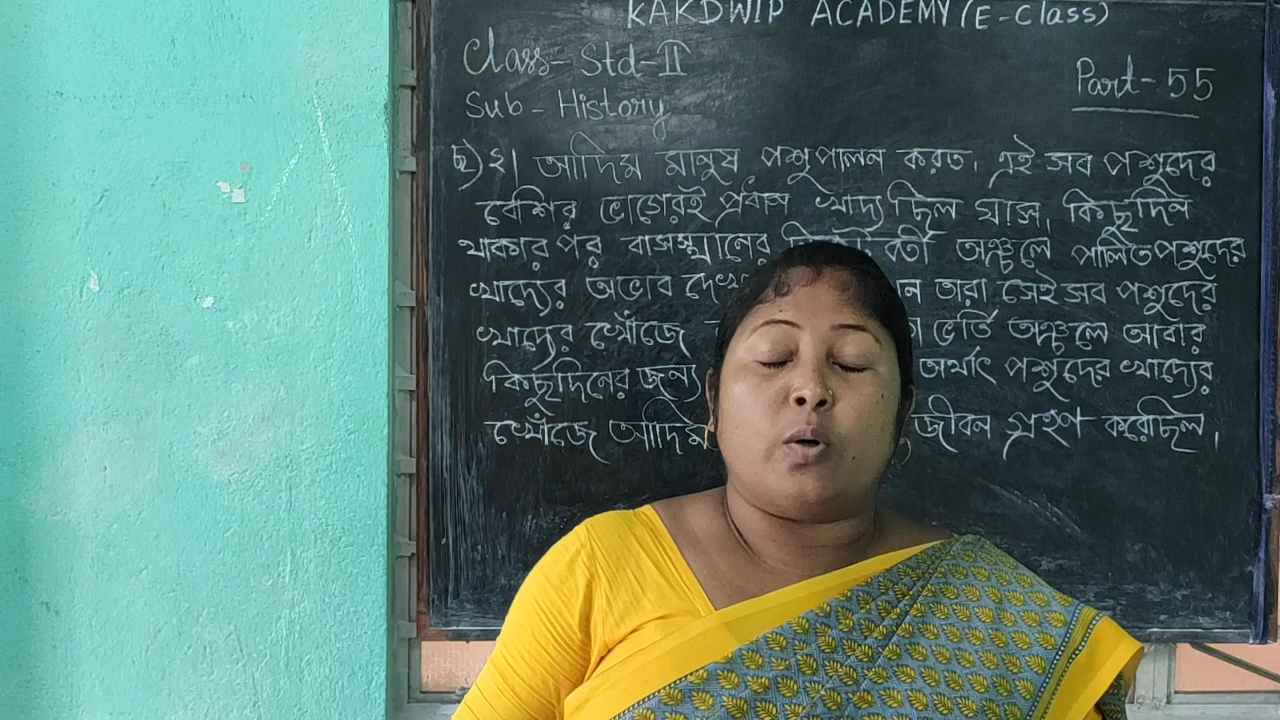 KAKDWIP ACADEMY (E-Class)
Class- Std-II
Part-55
Sub - History
ছ) ২। আদিম মানুষ পশুপালন করত। এই সব পশুদের
বেশির ভাগেরই প্রধান খাদ্য ছিল ঘাস, কিছুদিন
থাকার পর বাসস্থানের বর্তী অঞ্চলে পালিত পশুদের
খাদ্যের অভাব ন তারা সেই সব পশুদের
খাদ্যের খোঁজে ভর্তি অঞ্চলে আবার
কিছুদিনের জন্য অর্থাৎ পশুদের খাদ্যের
খোঁজে আদিম জীবন গ্রহণ করেছিল।